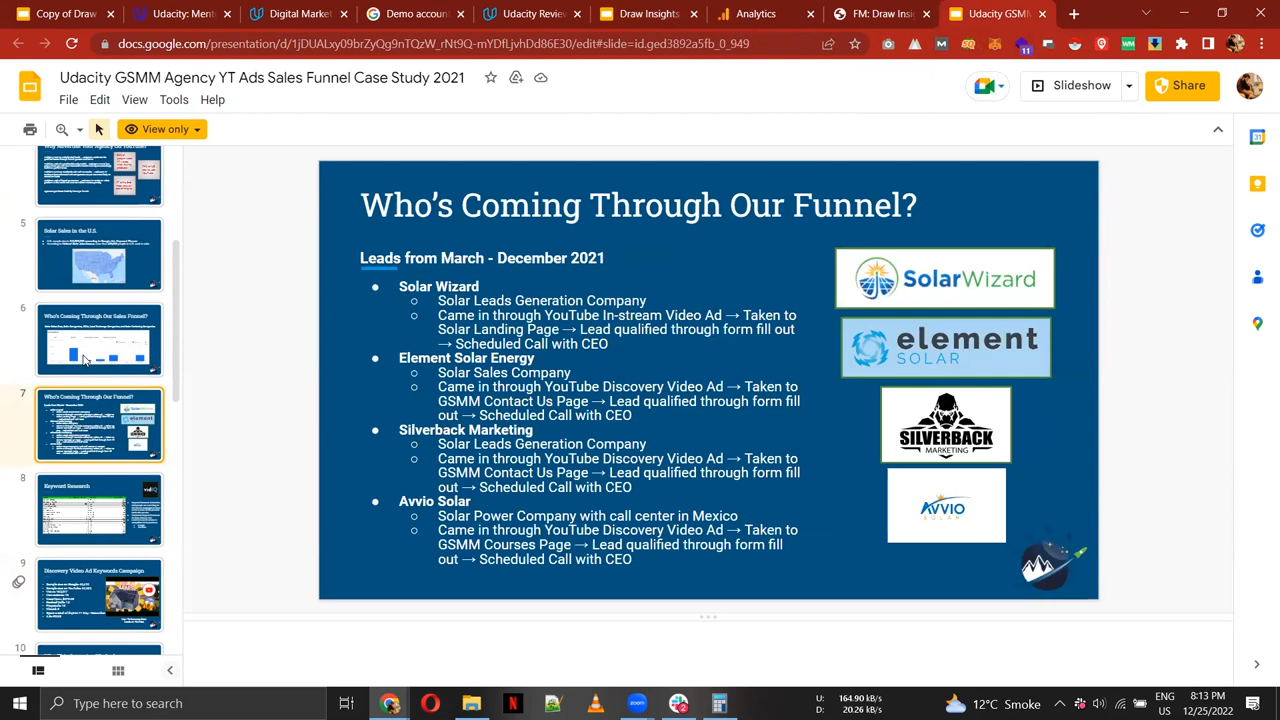 Copy of Draw
Udacity: Ment
Digital Market
Demo accoun
Udacity Review
Draw Insights
Analytics
FM: Draw Insig
Udacity GSMM
docs.google.com/presentation/d/1jDUALxy09brZyQg9nTQzW_rNt9Q-mYDfLjvhDd86E30/edit#slide=id.ged3892a5fb_0_949
11
Udacity GSMM Agency YT Ads Sales Funnel Case Study 2021
File Edit View Tools Help
Slideshow
Share
View only
5
Solar Sales in the U.S.
6
Who's Coming Through Our Sales Funnel?
7
Who's Coming Through Our Funnel?
8
Keyword Research
vidIQ
9
Discovery Video Ad Keywords Campaign
10
Who's Coming Through Our Funnel?
Leads from March - December 2021
● Solar Wizard
○ Solar Leads Generation Company
○ Came in through YouTube In-stream Video Ad → Taken to
Solar Landing Page → Lead qualified through form fill out
→ Scheduled Call with CEO
● Element Solar Energy
○ Solar Sales Company
○ Came in through YouTube Discovery Video Ad → Taken to
GSMM Contact Us Page → Lead qualified through form fill
out → Scheduled Call with CEO
● Silverback Marketing
○ Solar Leads Generation Company
○ Came in through YouTube Discovery Video Ad → Taken to
GSMM Contact Us Page → Lead qualified through form fill
out → Scheduled Call with CEO
● Avvio Solar
○ Solar Power Company with call center in Mexico
○ Came in through YouTube Discovery Video Ad → Taken to
GSMM Courses Page → Lead qualified through form fill
out → Scheduled Call with CEO
SolarWizard
element
SOLAR
SILVERBACK
MARKETING
AVVIO
SOLAR
Type here to search
U: 164.90 kB/s
D: 20.26 kB/s
12°C Smoke
ENG
US
8:13 PM
12/25/2022